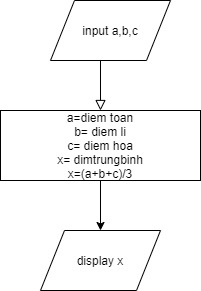 input a,b,c
a=diem toan
b= diem li
c= diem hoa
x= dimtrungbinh
x=(a+b+c)/3
display x